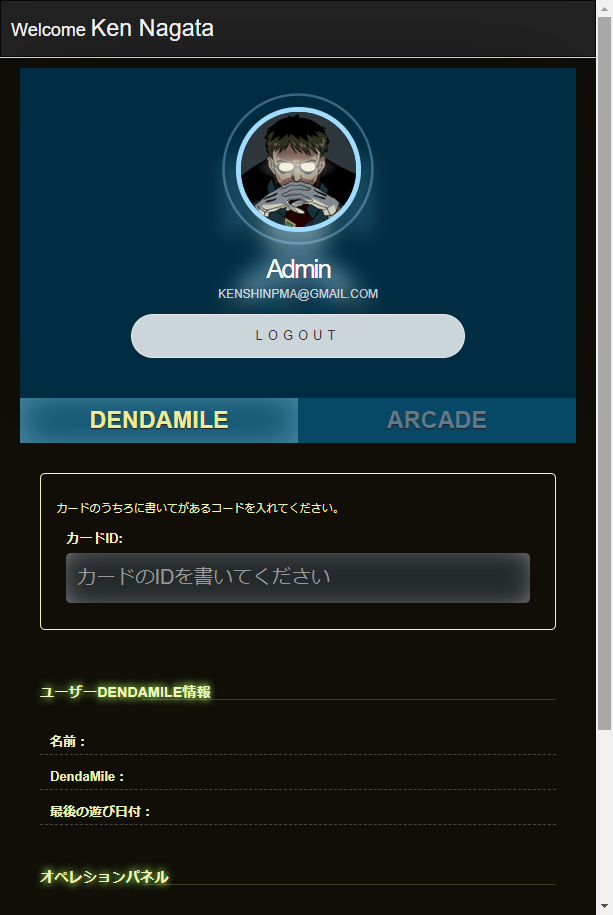 Welcome Ken Nagata
Admin
KENSHINPMA@GMAIL.COM
LOGOUT
DENDAMILE
ARCADE
カードのうちろに書いてがあるコードを入れてください。
カードID:
カードのIDを書いてください
ユーザーDENDAMILE情報
名前：
DendaMile：
最後の遊び日付：
オペレションパネル